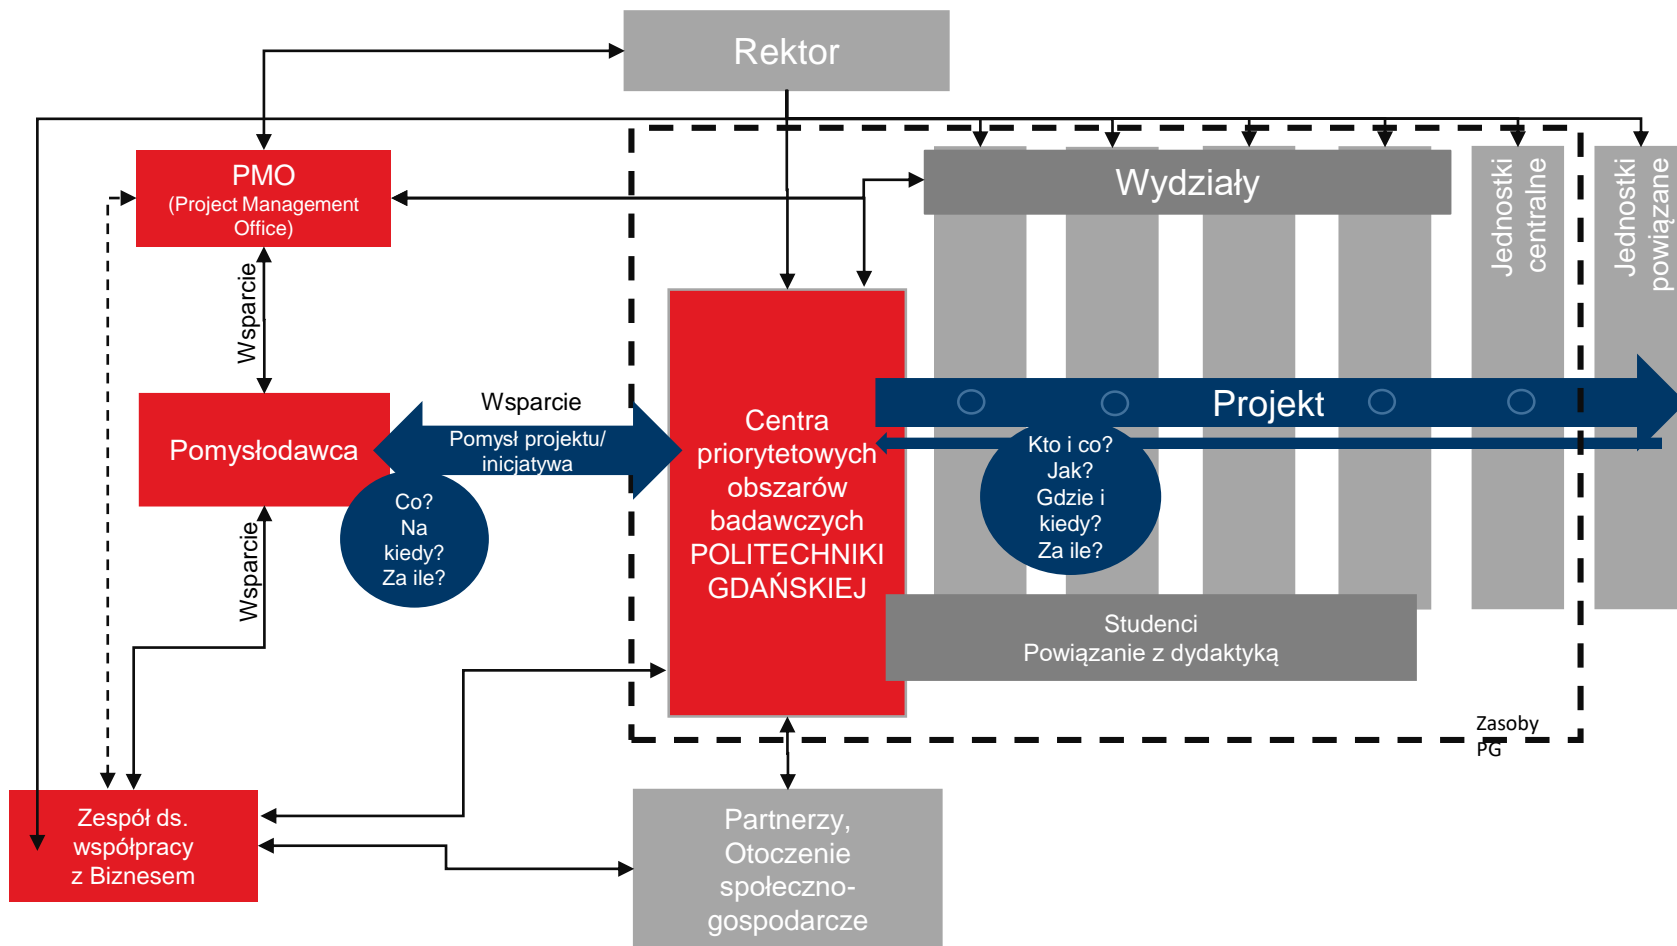 Rektor
PMO
(Project Management
Office)
Wydziały
Jednostki
centralne
Jednostki
powiązane
Wsparcie
Pomysłodawca
Wsparcie
Pomysł projektu/
inicjatywa
Co?
Na
kiedy?
Za ile?
Wsparcie
Centra
priorytetowych
obszarów
badawczych
POLITECHNIKI
GDAŃSKIEJ
Projekt
Kto i co?
Jak?
Gdzie i
kiedy?
Za ile?
Studenci
Powiązanie z dydaktyką
Zasoby
PG
Zespół ds.
współpracy
z Biznesem
Partnerzy,
Otoczenie
społeczno-
gospodarcze